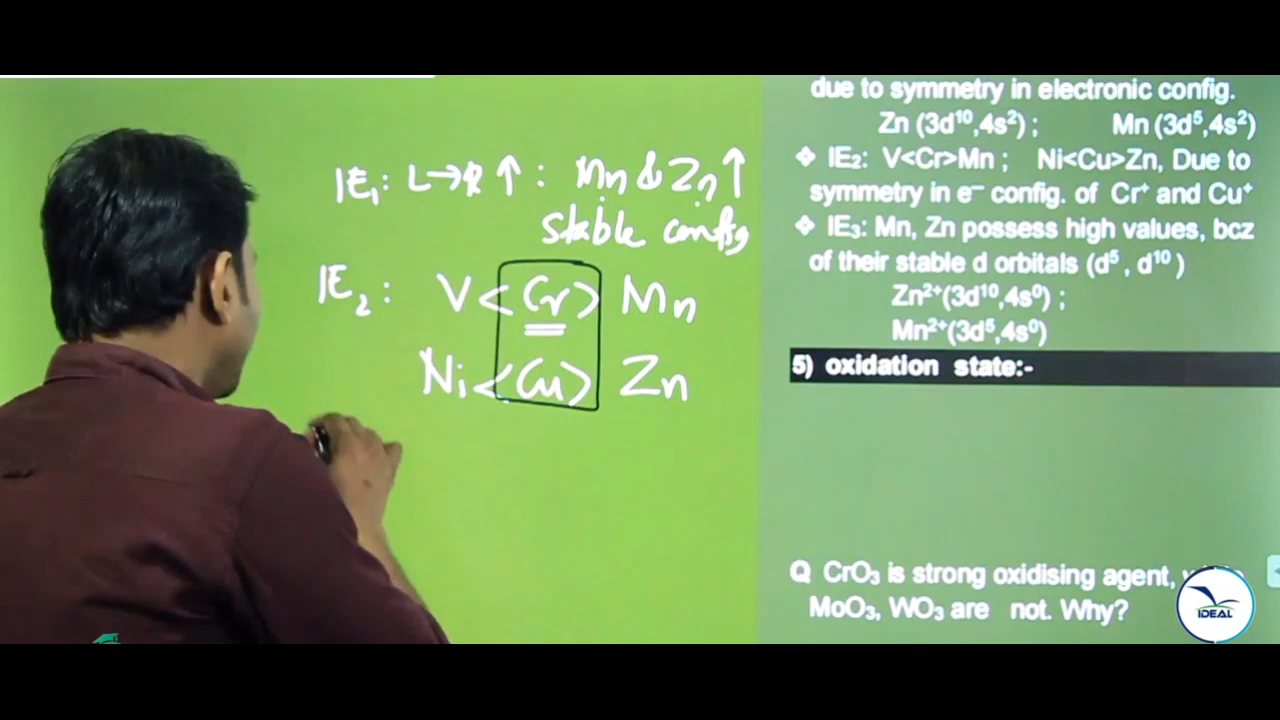 IE₁: L→R ↑ : Mn & Zn ↑
stable config
IE₂ : V < Cr > Mn
Ni < Cu > Zn
due to symmetry in electronic config.
Zn (3d¹⁰,4s²) ; Mn (3d⁵,4s²)
❖ IE₂: V<Cr>Mn ; Ni<Cu>Zn, Due to
symmetry in e⁻ config. of Cr⁺ and Cu⁺
❖ IE₃: Mn, Zn possess high values, bcz
of their stable d orbitals (d⁵ , d¹⁰ )
Zn²⁺(3d¹⁰,4s⁰) ;
Mn²⁺(3d⁵,4s⁰)
5) oxidation state:-
Q CrO₃ is strong oxidising agent,
MoO₃, WO₃ are not. Why?
IDEAL